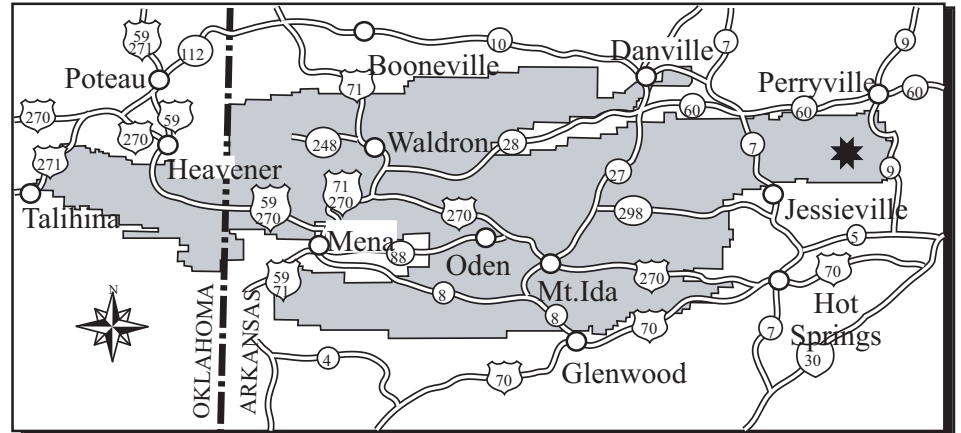 59
271
112
10
Danville
7
9
Poteau
Booneville
Perryville
71
60
60
60
270
59
270
248
Waldron
28
7
271
Heavener
27
9
71
270
59
270
270
298
Talihina
Jessieville
Mena
88
Oden
5
59
71
8
Mt.Ida
270
70
N
8
Hot
Springs
70
7
30
OKLAHOMA
ARKANSAS
4
70
Glenwood